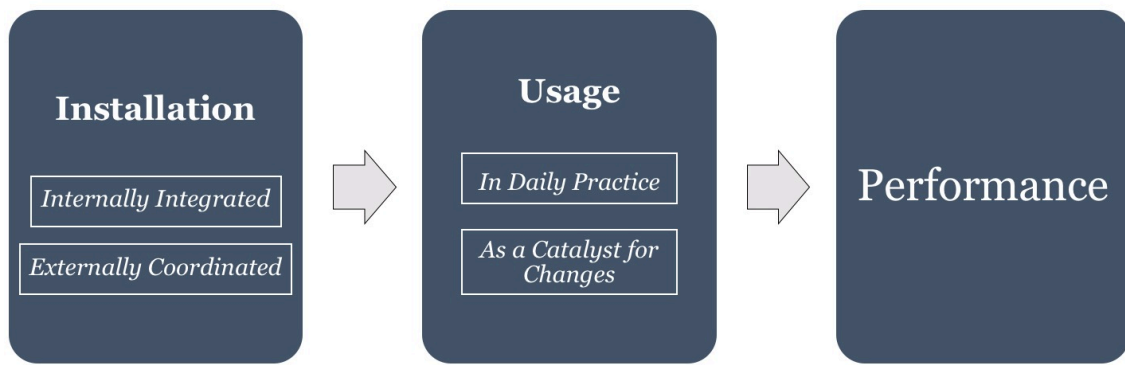 Installation
Internally Integrated
Externally Coordinated
Usage
In Daily Practice
As a Catalyst for
Changes
Performance